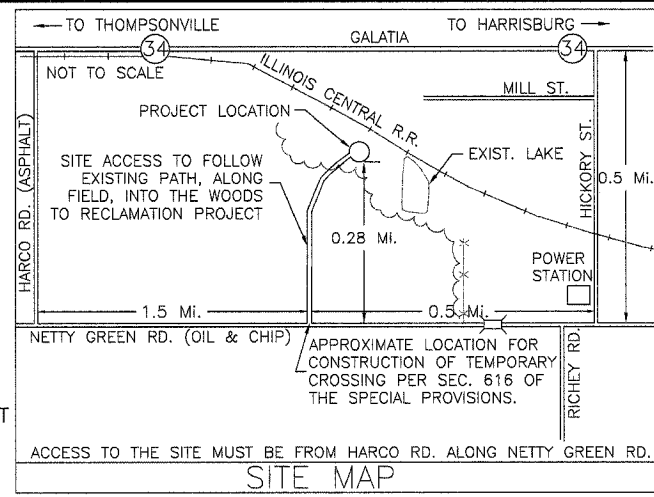 TO THOMPSONVILLE
TO HARRISBURG
34
GALATIA
34
NOT TO SCALE
ILLINOIS CENTRAL R.R.
MILL ST.
PROJECT LOCATION
EXIST. LAKE
HARCO RD. (ASPHALT)
SITE ACCESS TO FOLLOW
EXISTING PATH, ALONG
FIELD, INTO THE WOODS
TO RECLAMATION PROJECT
HICKORY ST.
0.5 Mi.
0.28 Mi.
POWER
STATION
1.5 Mi.
0.5 Mi.
NETTY GREEN RD. (OIL & CHIP)
APPROXIMATE LOCATION FOR
CONSTRUCTION OF TEMPORARY
CROSSING PER SEC. 616 OF
THE SPECIAL PROVISIONS.
RICHEY RD.
T
ACCESS TO THE SITE MUST BE FROM HARCO RD. ALONG NETTY GREEN RD.
SITE MAP